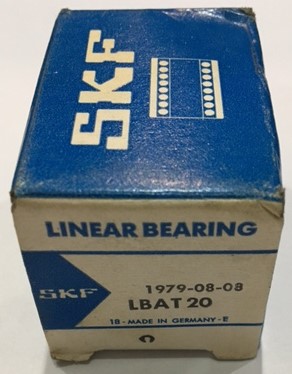 SKF
LINEAR BEARING
SKF
1979-08-08
LBAT 20
18-MADE IN GERMANY-E